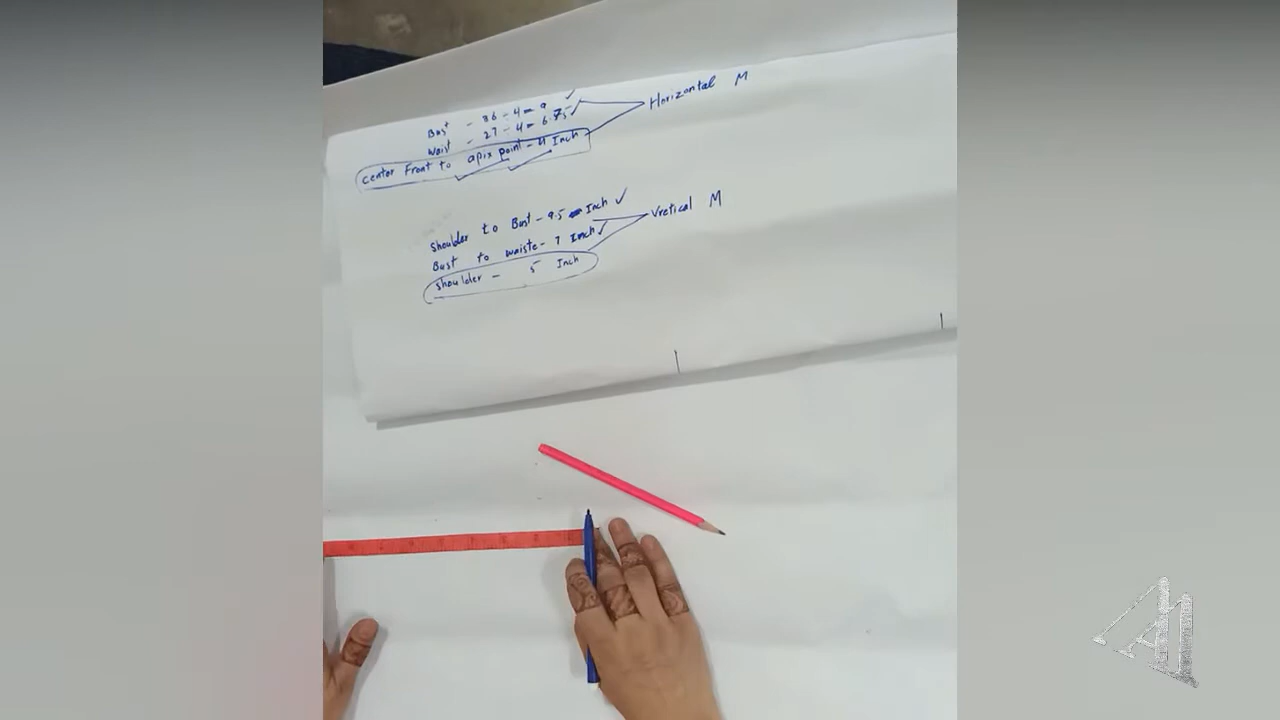 Bust - 36 - 4 = 9
Waist - 27 - 4 = 6.75
Horizontal M
center Front to apix point - 4 Inch
Shoulder to Bust - 9.5 Inch
Vretical M
Bust to waiste - 7 Inch
shoulder - 5 Inch